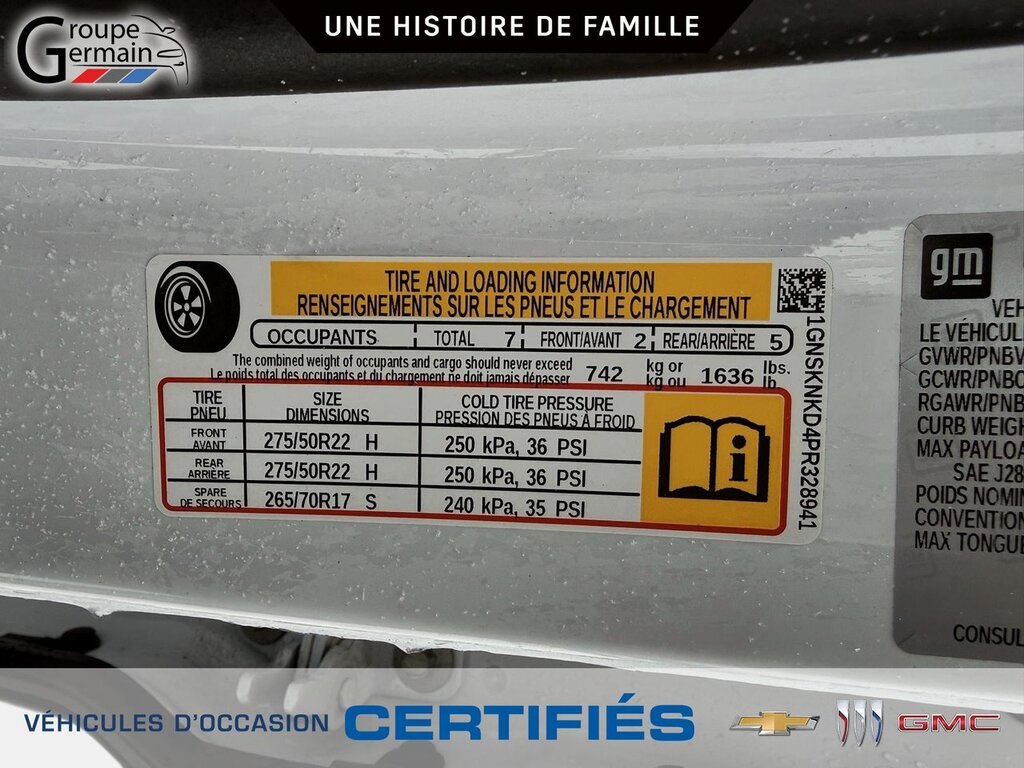 Groupe
Germain
UNE HISTOIRE DE FAMILLE
TIRE AND LOADING INFORMATION
RENSEIGNEMENTS SUR LES PNEUS ET LE CHARGEMENT
OCCUPANTS TOTAL 7 FRONT/AVANT 2 REAR/ARRIÈRE 5
The combined weight of occupants and cargo should never exceed 742 kg or 1636 lbs.
Le poids total des occupants et du chargement ne doit jamais dépasser kg ou lb.
TIRE SIZE COLD TIRE PRESSURE
PNEU DIMENSIONS PRESSION DES PNEUS À FROID
FRONT
AVANT 275/50R22 H 250 kPa, 36 PSI
REAR
ARRIÈRE 275/50R22 H 250 kPa, 36 PSI
SPARE
DE SECOURS 265/70R17 S 240 kPa, 35 PSI
1GNSKNKD4PR328941
gm
VEH
LE VÉHICUL
GVWR/PNBV
GCWR/PNBC
RGAWR/PNB
CURB WEIG
MAX PAYLOA
SAE J28
POIDS NOMI
CONVENTION
MAX TONGUE
CONSUL
VÉHICULES D'OCCASION CERTIFIÉS GMC